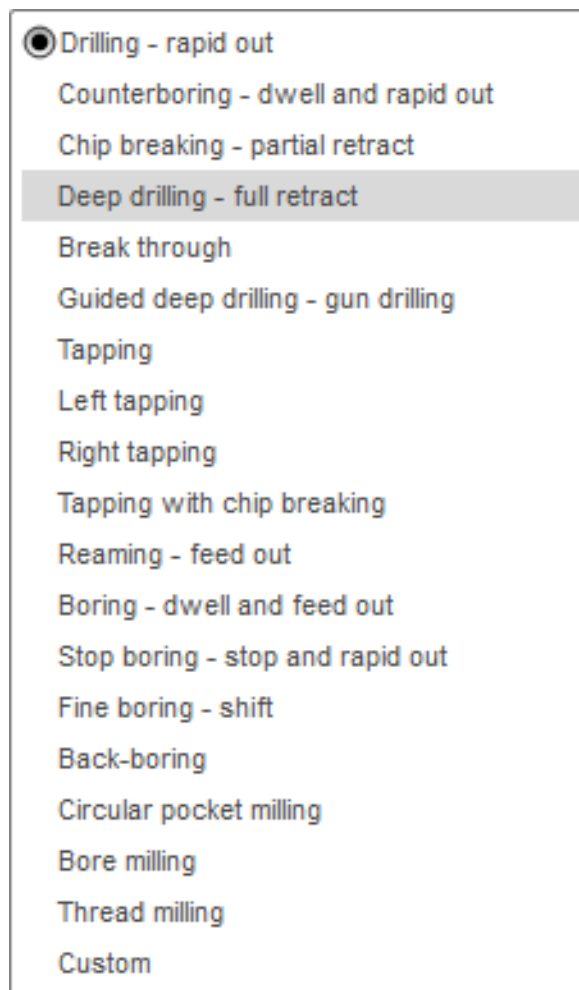 Drilling - rapid out
Counterboring - dwell and rapid out
Chip breaking - partial retract
Deep drilling - full retract
Break through
Guided deep drilling - gun drilling
Tapping
Left tapping
Right tapping
Tapping with chip breaking
Reaming - feed out
Boring - dwell and feed out
Stop boring - stop and rapid out
Fine boring - shift
Back-boring
Circular pocket milling
Bore milling
Thread milling
Custom